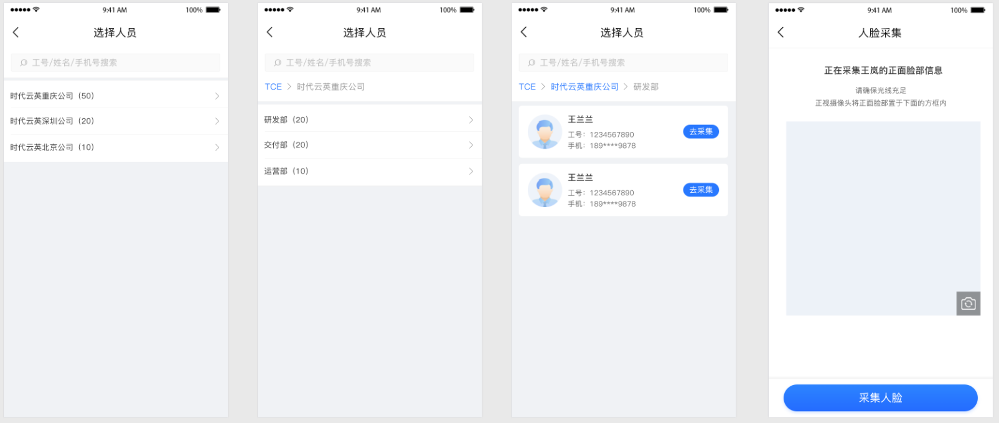 9:41 AM
100%
选择人员
工号/姓名/手机号搜索
时代云英重庆公司（50）
时代云英深圳公司（20）
时代云英北京公司（10）
9:41 AM
100%
选择人员
工号/姓名/手机号搜索
TCE > 时代云英重庆公司
研发部（20）
交付部（20）
运营部（10）
9:41 AM
100%
选择人员
工号/姓名/手机号搜索
TCE > 时代云英重庆公司 > 研发部
王兰兰
工号：1234567890
手机：189****9878
去采集
王兰兰
工号：1234567890
手机：189****9878
去采集
9:41 AM
100%
人脸采集
正在采集王岚的正面脸部信息
请确保光线充足
正视摄像头将正面脸部置于下面的方框内
采集人脸